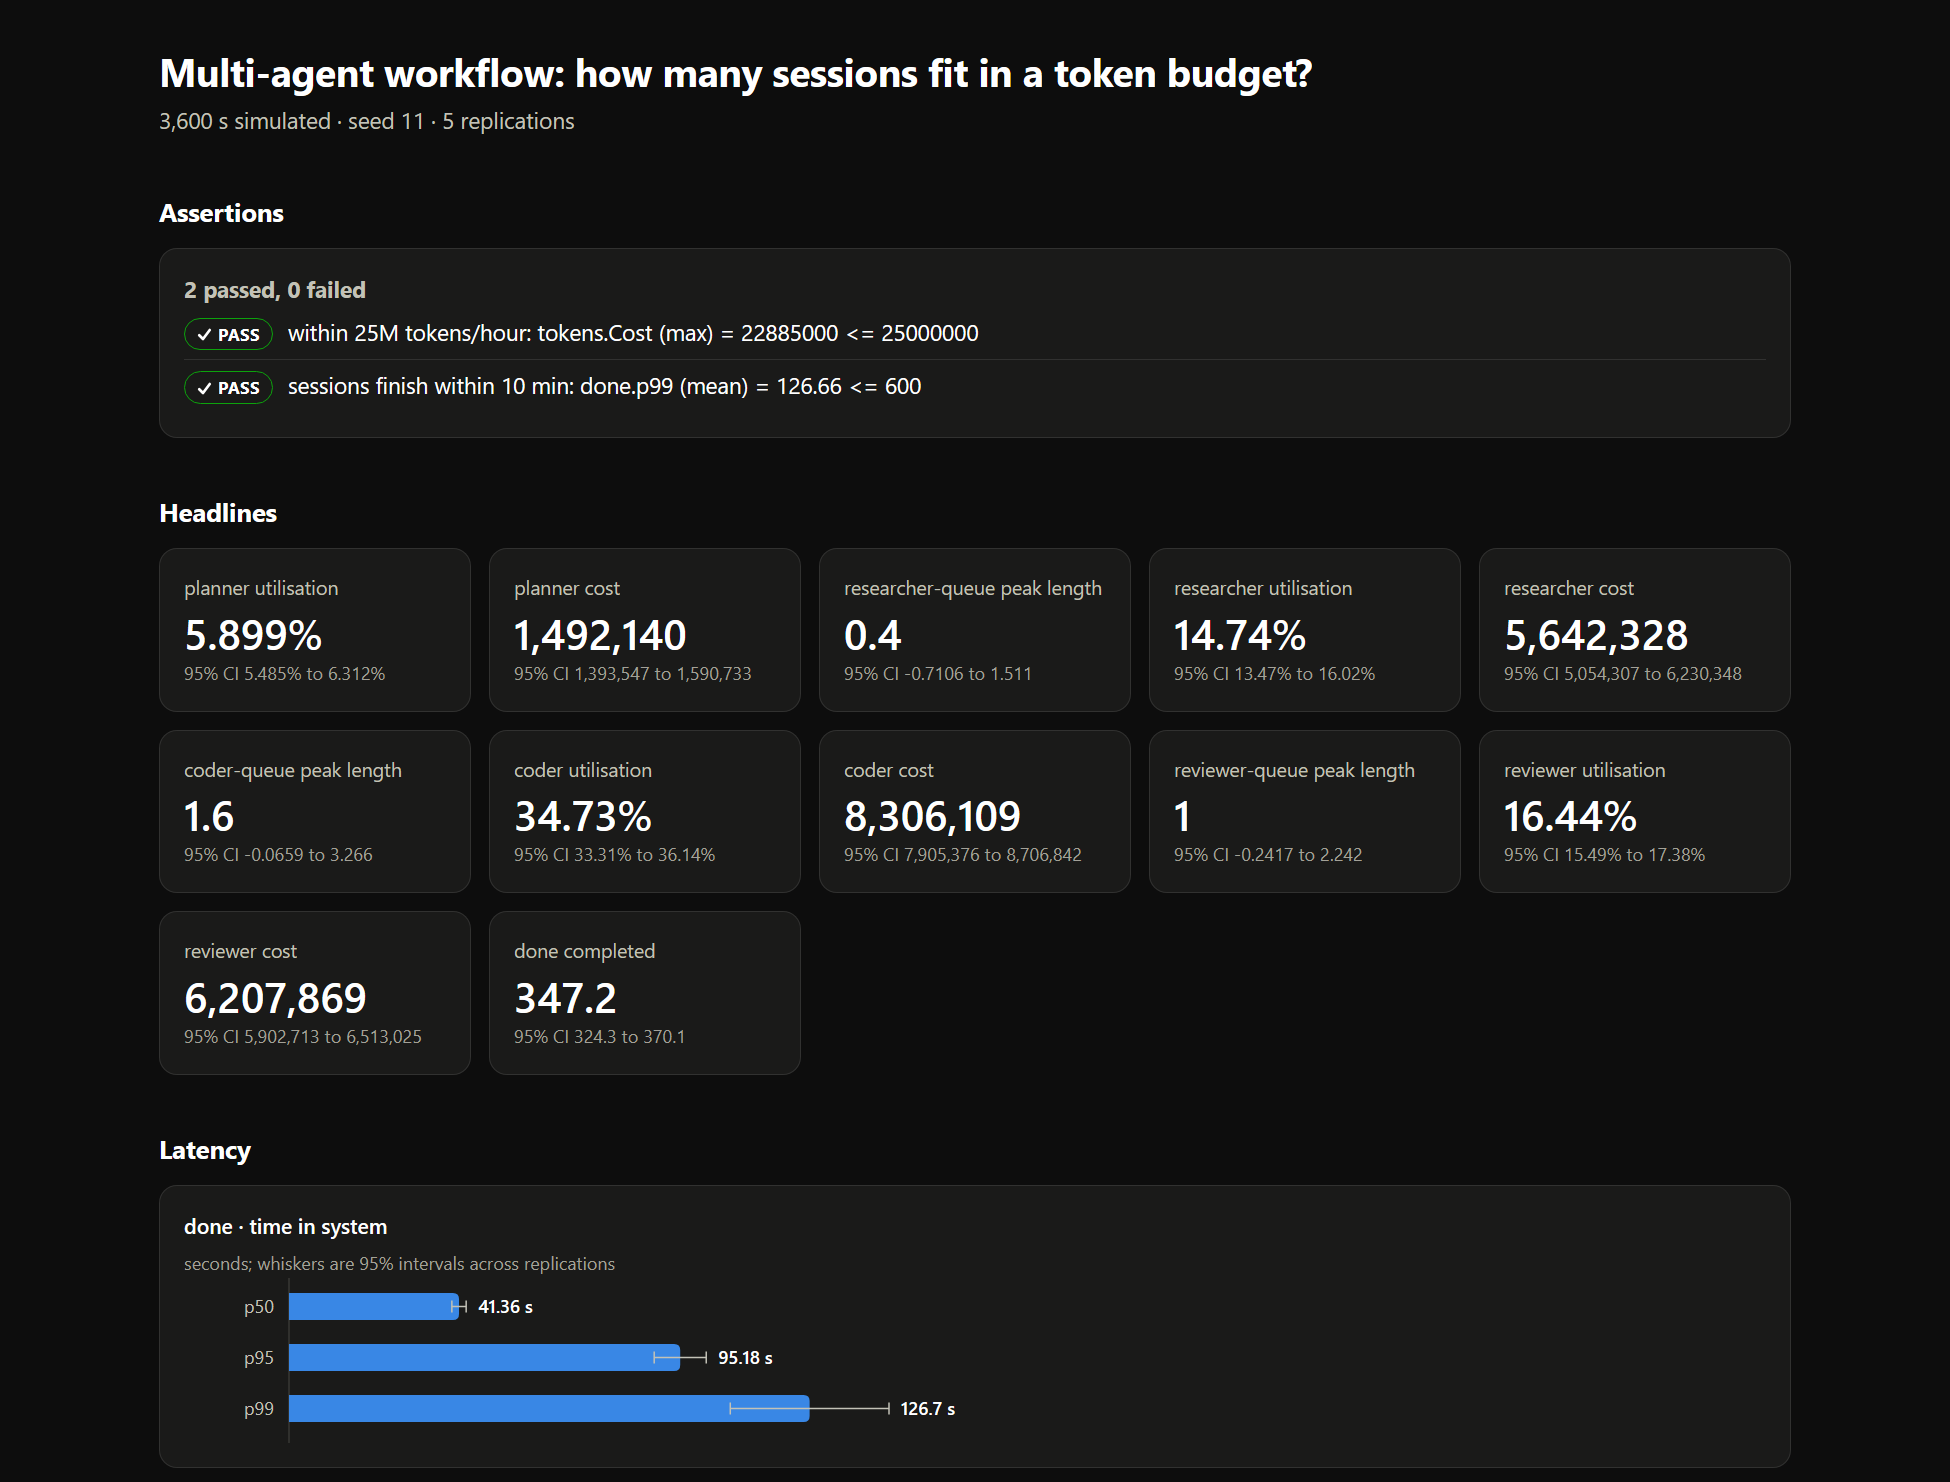 Multi-agent workflow: how many sessions fit in a token budget?
3,600 s simulated · seed 11 · 5 replications
Assertions
2 passed, 0 failed
✓ PASS within 25M tokens/hour: tokens.Cost (max) = 22885000 <= 25000000
✓ PASS sessions finish within 10 min: done.p99 (mean) = 126.66 <= 600
Headlines
planner utilisation
5.899%
95% CI 5.485% to 6.312%
planner cost
1,492,140
95% CI 1,393,547 to 1,590,733
researcher-queue peak length
0.4
95% CI -0.7106 to 1.511
researcher utilisation
14.74%
95% CI 13.47% to 16.02%
researcher cost
5,642,328
95% CI 5,054,307 to 6,230,348
coder-queue peak length
1.6
95% CI -0.0659 to 3.266
coder utilisation
34.73%
95% CI 33.31% to 36.14%
coder cost
8,306,109
95% CI 7,905,376 to 8,706,842
reviewer-queue peak length
1
95% CI -0.2417 to 2.242
reviewer utilisation
16.44%
95% CI 15.49% to 17.38%
reviewer cost
6,207,869
95% CI 5,902,713 to 6,513,025
done completed
347.2
95% CI 324.3 to 370.1
Latency
done · time in system
seconds; whiskers are 95% intervals across replications
p50 41.36 s
p95 95.18 s
p99 126.7 s